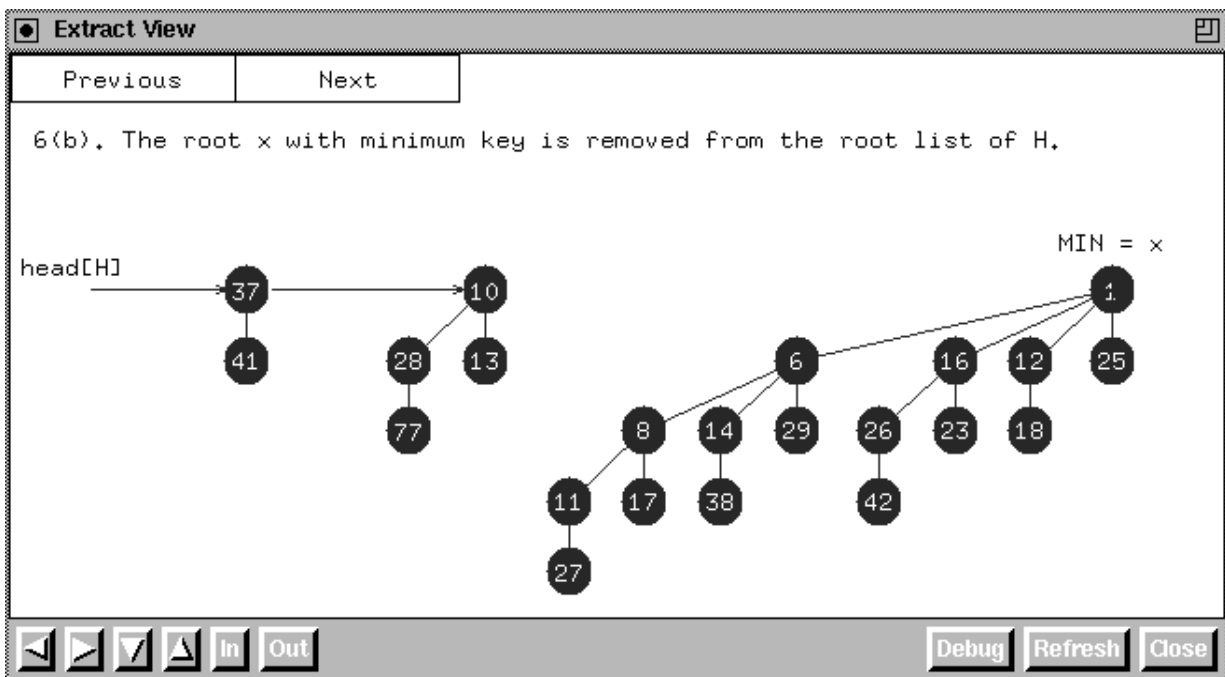 Extract View
Previous Next
6(b). The root x with minimum key is removed from the root list of H.
MIN = x
head[H]
37 10 1
41 28 13 6 16 12 25
77 8 14 29 26 23 18
11 17 38 42
27
In Out Debug Refresh Close